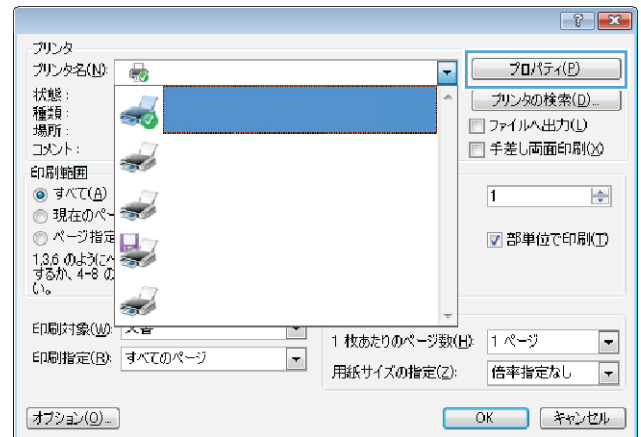 プリンタ
プリンタ名(N):
プロパティ(P)
状態:
プリンタの検索(D)...
種類:
場所:
ファイルへ出力(L)
コメント:
手差し両面印刷(X)
印刷範囲
すべて(A)
1
現在のペー
ページ指定
部単位で印刷(T)
1,3,6 のようにペ
するか、4-8 の
い。
印刷対象(W):
1 枚あたりのページ数(H):
1 ページ
印刷指定(R):
すべてのページ
用紙サイズの指定(Z):
倍率指定なし
オプション(O)...
OK
キャンセル